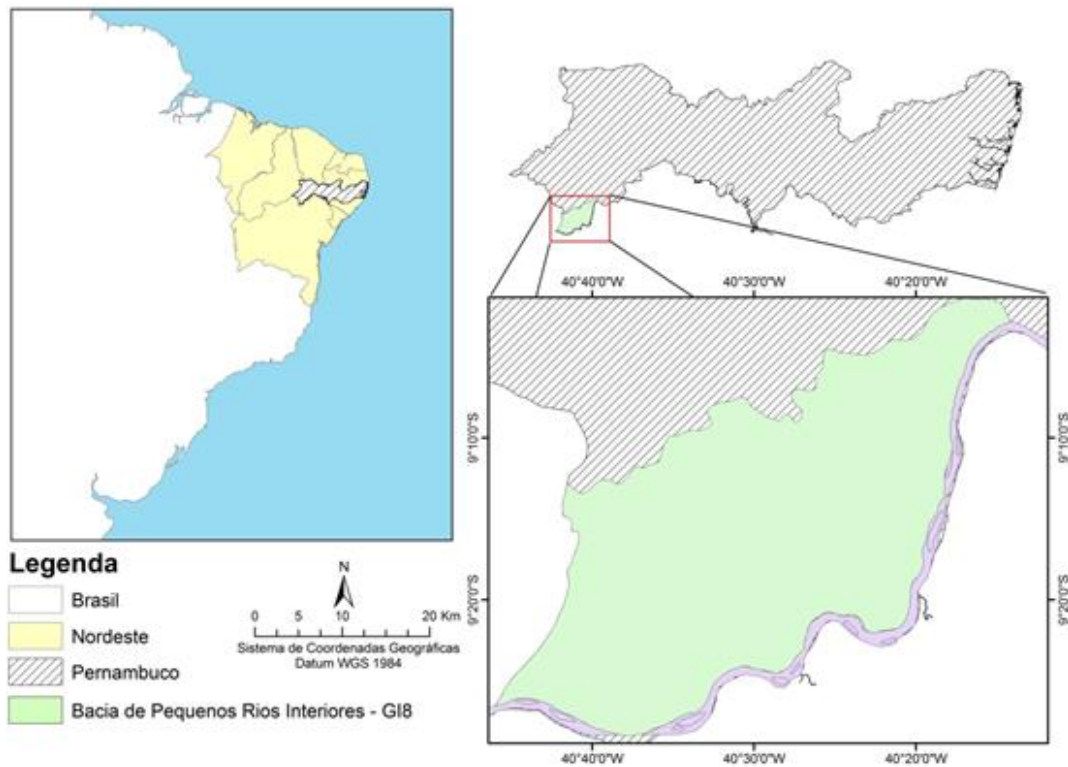 40°40'0"W 40°30'0"W 40°20'0"W
9°10'0"S 9°10'0"S
9°20'0"S 9°20'0"S
40°40'0"W 40°30'0"W 40°20'0"W
Legenda
Brasil
Nordeste
Pernambuco
Bacia de Pequenos Rios Interiores - GI8
N
0 5 10 20 Km
Sistema de Coordenadas Geográficas
Datum WGS 1984